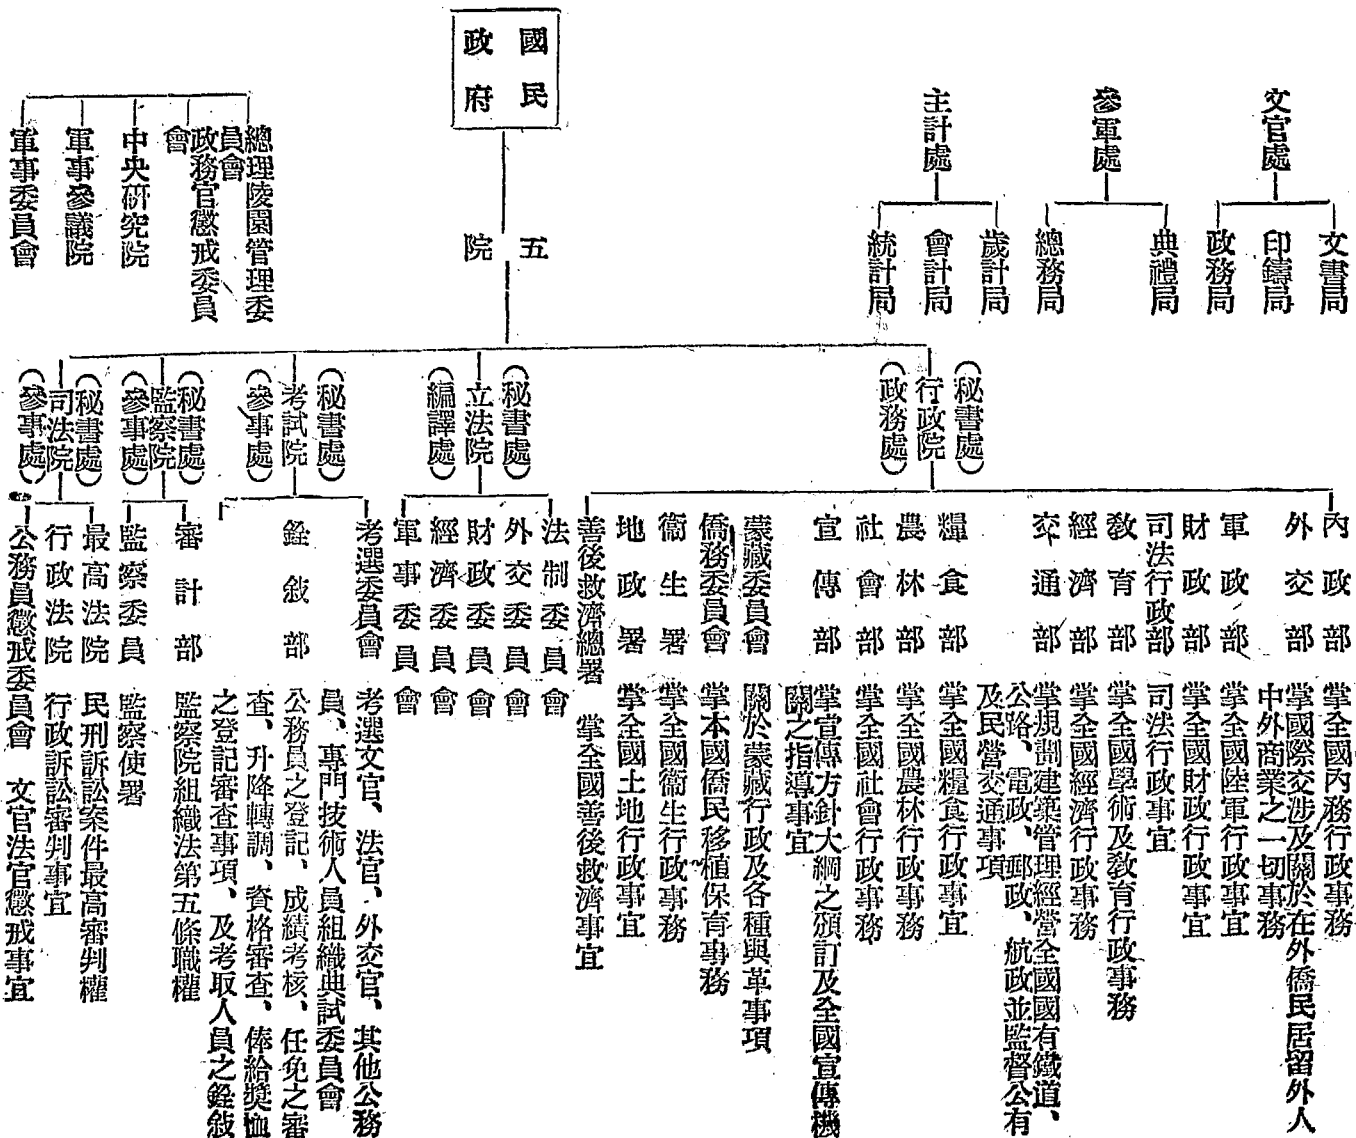 國民
政府
文官處
文書局
印鑄局
政務局
參軍處
典禮局
總務局
主計處
歲計局
會計局
統計局
五
院
總理陵園管理委
員會
政務官懲戒委員
會
中央研究院
軍事參議院
軍事委員會
（秘書處）
行政院
（政務處）
內政部 掌全國內務行政事務
外交部 掌國際交涉及關於在外僑民居留外人
中外商業之一切事務
軍政部 掌全國陸軍行政事宜
財政部 掌全國財政行政事宜
司法行政部 司法行政事宜
教育部 掌全國學術及教育行政事務
經濟部 掌全國經濟行政事務
交通部 掌規劃建築管理經營全國國有鐵道、
公路、電政、郵政、航政並監督公有
及民營交通事項
糧食部 掌全國糧食行政事宜
農林部 掌全國農林行政事務
社會部 掌全國社會行政事務
宣傳部 掌宣傳方針大綱之頒訂及全國宣傳機
關之指導事宜
蒙藏委員會 關於蒙藏行政及各種興革事項
僑務委員會 掌本國僑民移植保育事務
衞生署 掌全國衞生行政事務
地政署 掌全國土地行政事宜
善後救濟總署 掌全國善後救濟事宜
（秘書處）
立法院
（編譯處）
法制委員會
外交委員會
財政委員會
經濟委員會
軍事委員會
（秘書處）
考試院
（參事處）
考選委員會 考選文官、法官、外交官、其他公務
員、專門技術人員組織典試委員會
銓敍部 公務員之登記、成績考核、任免之審
查、升降轉調、資格審查、俸給獎恤
之登記審查事項、及考取人員之銓敍
（秘書處）
監察院
（參事處）
審計部 監察院組織法第五條職權
監察委員 監察使署
（秘書處）
司法院
（參事處）
最高法院 民刑訴訟案件最高審判權
行政法院 行政訴訟審判事宜
公務員懲戒委員會 文官法官懲戒事宜